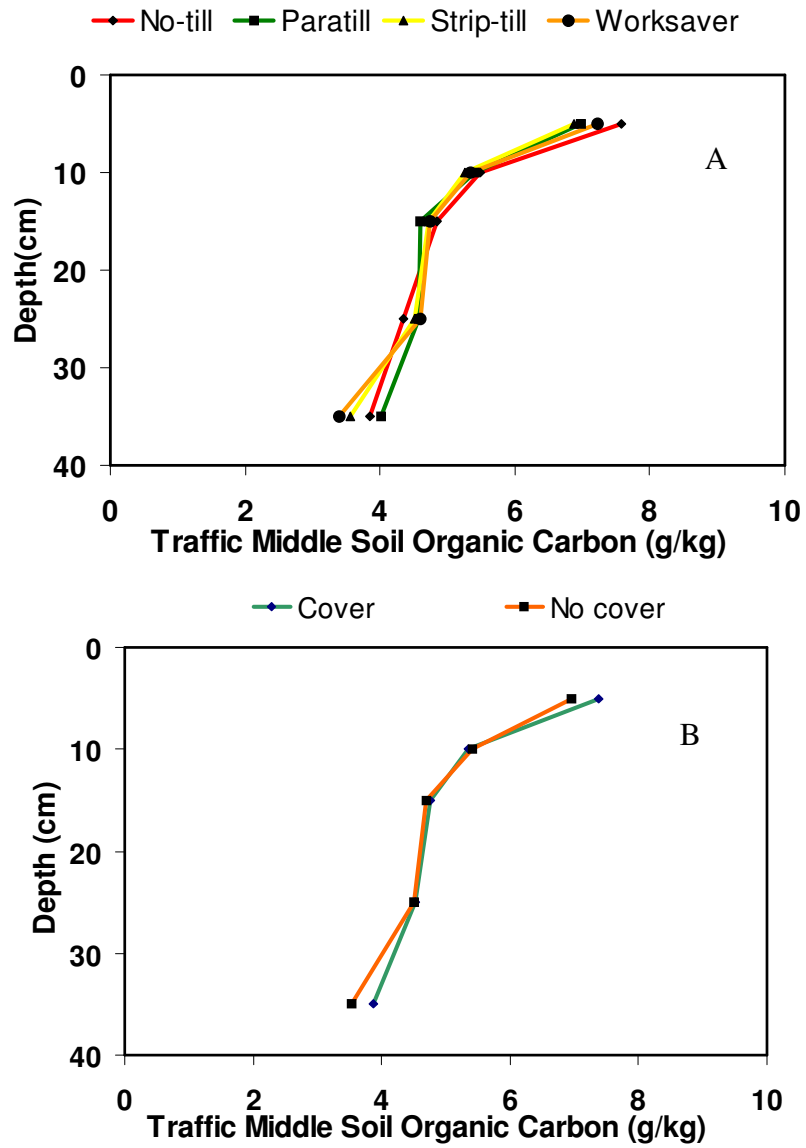 No-till Paratill Strip-till Worksaver
0
10
20
30
40
Depth(cm)
A
0 2 4 6 8 10
Traffic Middle Soil Organic Carbon (g/kg)
Cover No cover
0
10
20
30
40
Depth (cm)
B
0 2 4 6 8 10
Traffic Middle Soil Organic Carbon (g/kg)